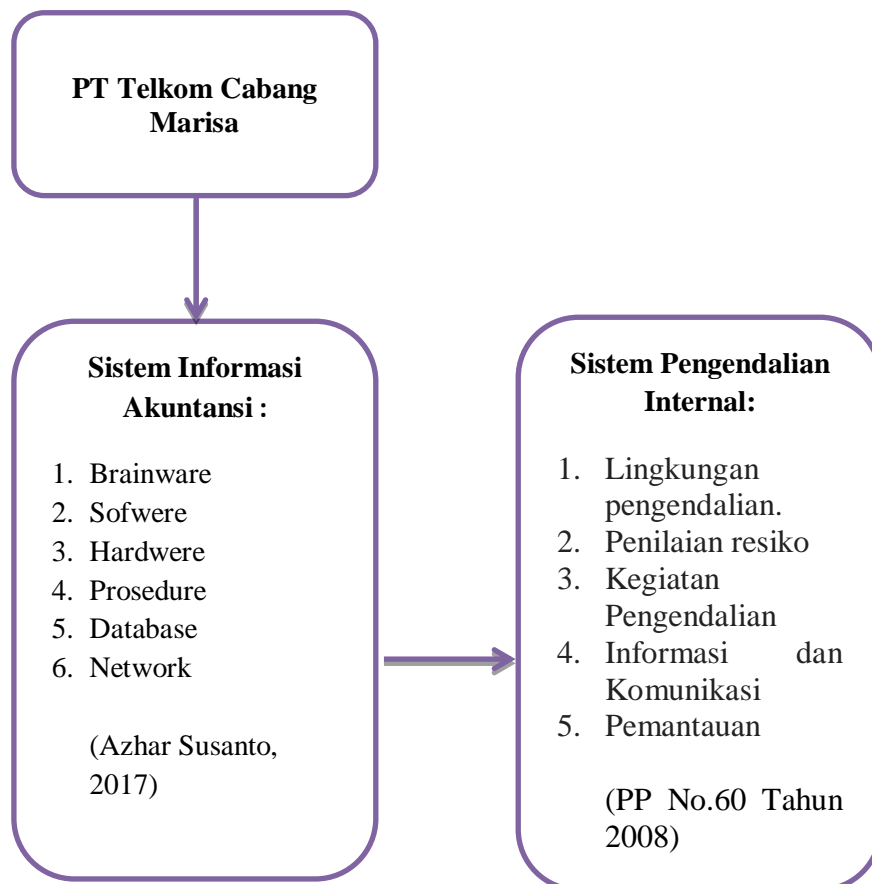 PT Telkom Cabang
Marisa
Sistem Informasi
Akuntansi :
1. Brainware
2. Sofwere
3. Hardwere
4. Prosedure
5. Database
6. Network
(Azhar Susanto,
2017)
Sistem Pengendalian
Internal:
1. Lingkungan
pengendalian.
2. Penilaian resiko
3. Kegiatan
Pengendalian
4. Informasi dan
Komunikasi
5. Pemantauan
(PP No.60 Tahun
2008)